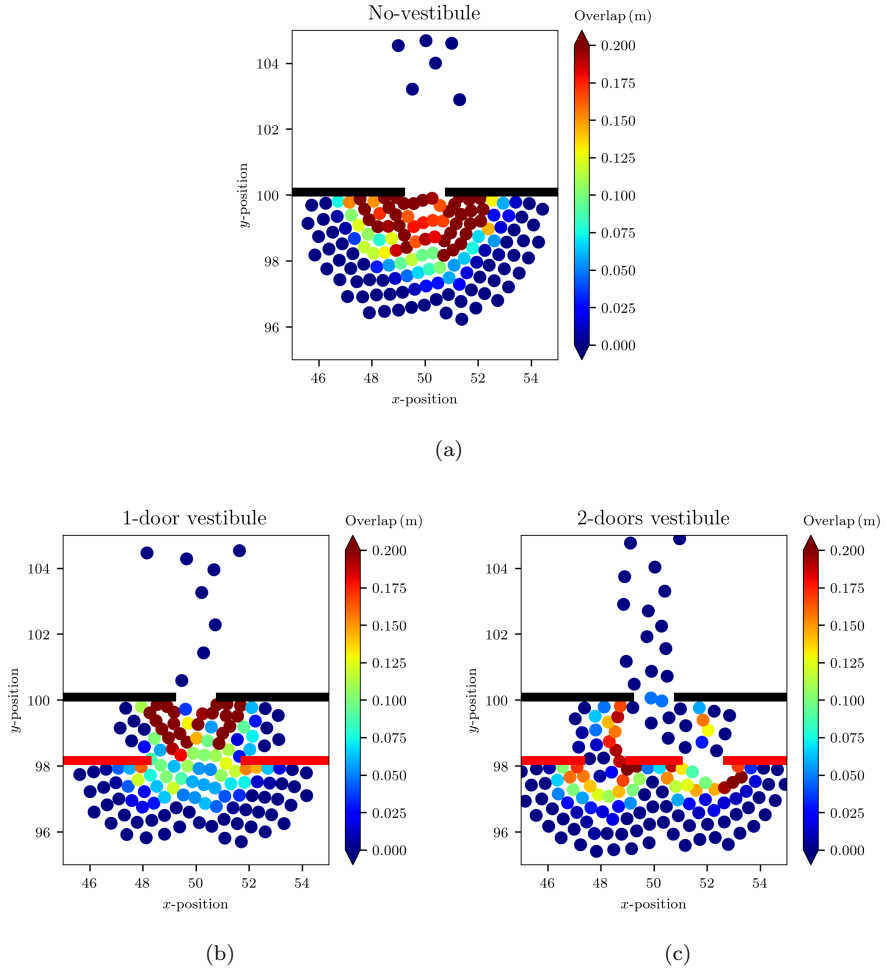 No-vestibule
Overlap (m)
104
102
100
98
96
y-position
46 48 50 52 54
x-position
0.200
0.175
0.150
0.125
0.100
0.075
0.050
0.025
0.000
(a)
1-door vestibule
Overlap (m)
104
102
100
98
96
y-position
46 48 50 52 54
x-position
0.200
0.175
0.150
0.125
0.100
0.075
0.050
0.025
0.000
(b)
2-doors vestibule
Overlap (m)
104
102
100
98
96
y-position
46 48 50 52 54
x-position
0.200
0.175
0.150
0.125
0.100
0.075
0.050
0.025
0.000
(c)